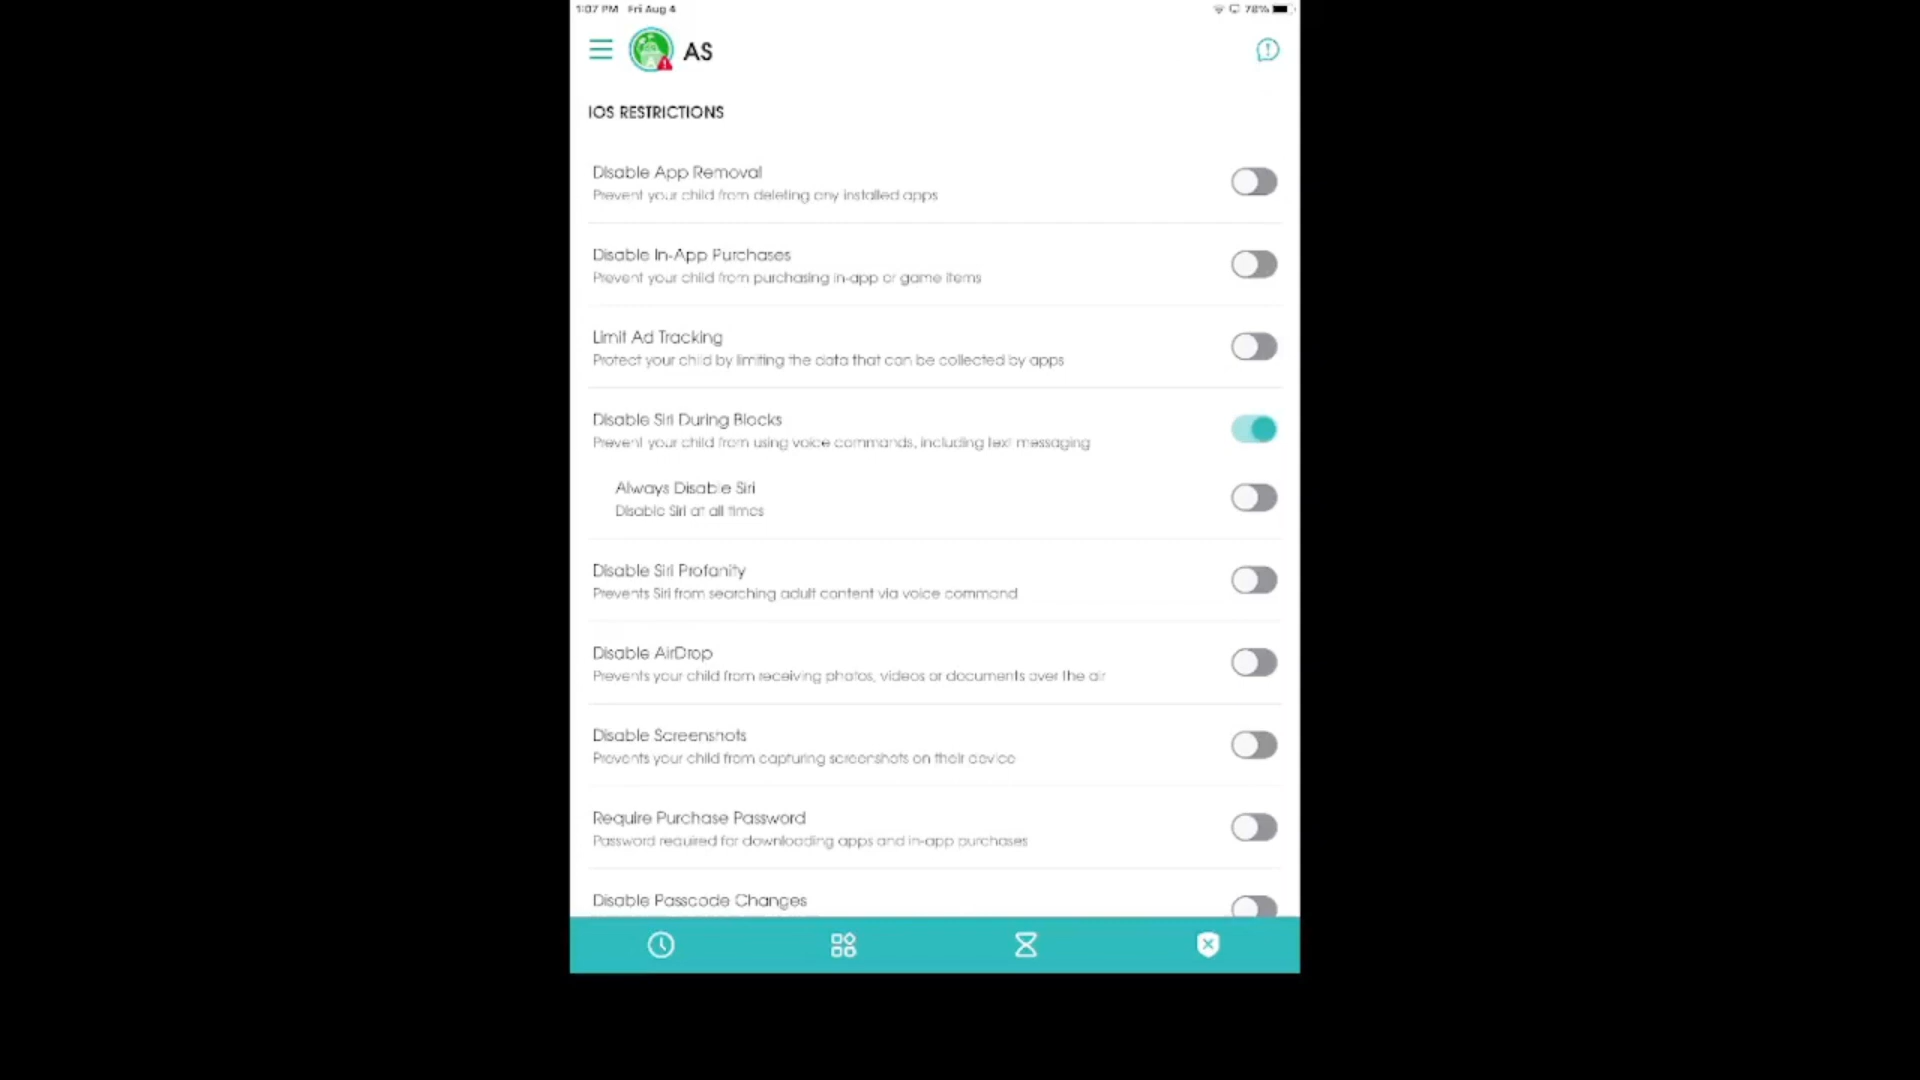 1:07 PM Fri Aug 4
78%
AS
IOS RESTRICTIONS
Disable App Removal
Prevent your child from deleting any installed apps
Disable In-App Purchases
Prevent your child from purchasing in-app or game items
Limit Ad Tracking
Protect your child by limiting the data that can be collected by apps
Disable Siri During Blocks
Prevent your child from using voice commands, including text messaging
Always Disable Siri
Disable Siri at all times
Disable Siri Profanity
Prevents Siri from searching adult content via voice command
Disable AirDrop
Prevents your child from receiving photos, videos or documents over the air
Disable Screenshots
Prevents your child from capturing screenshots on their device
Require Purchase Password
Password required for downloading apps and in-app purchases
Disable Passcode Changes